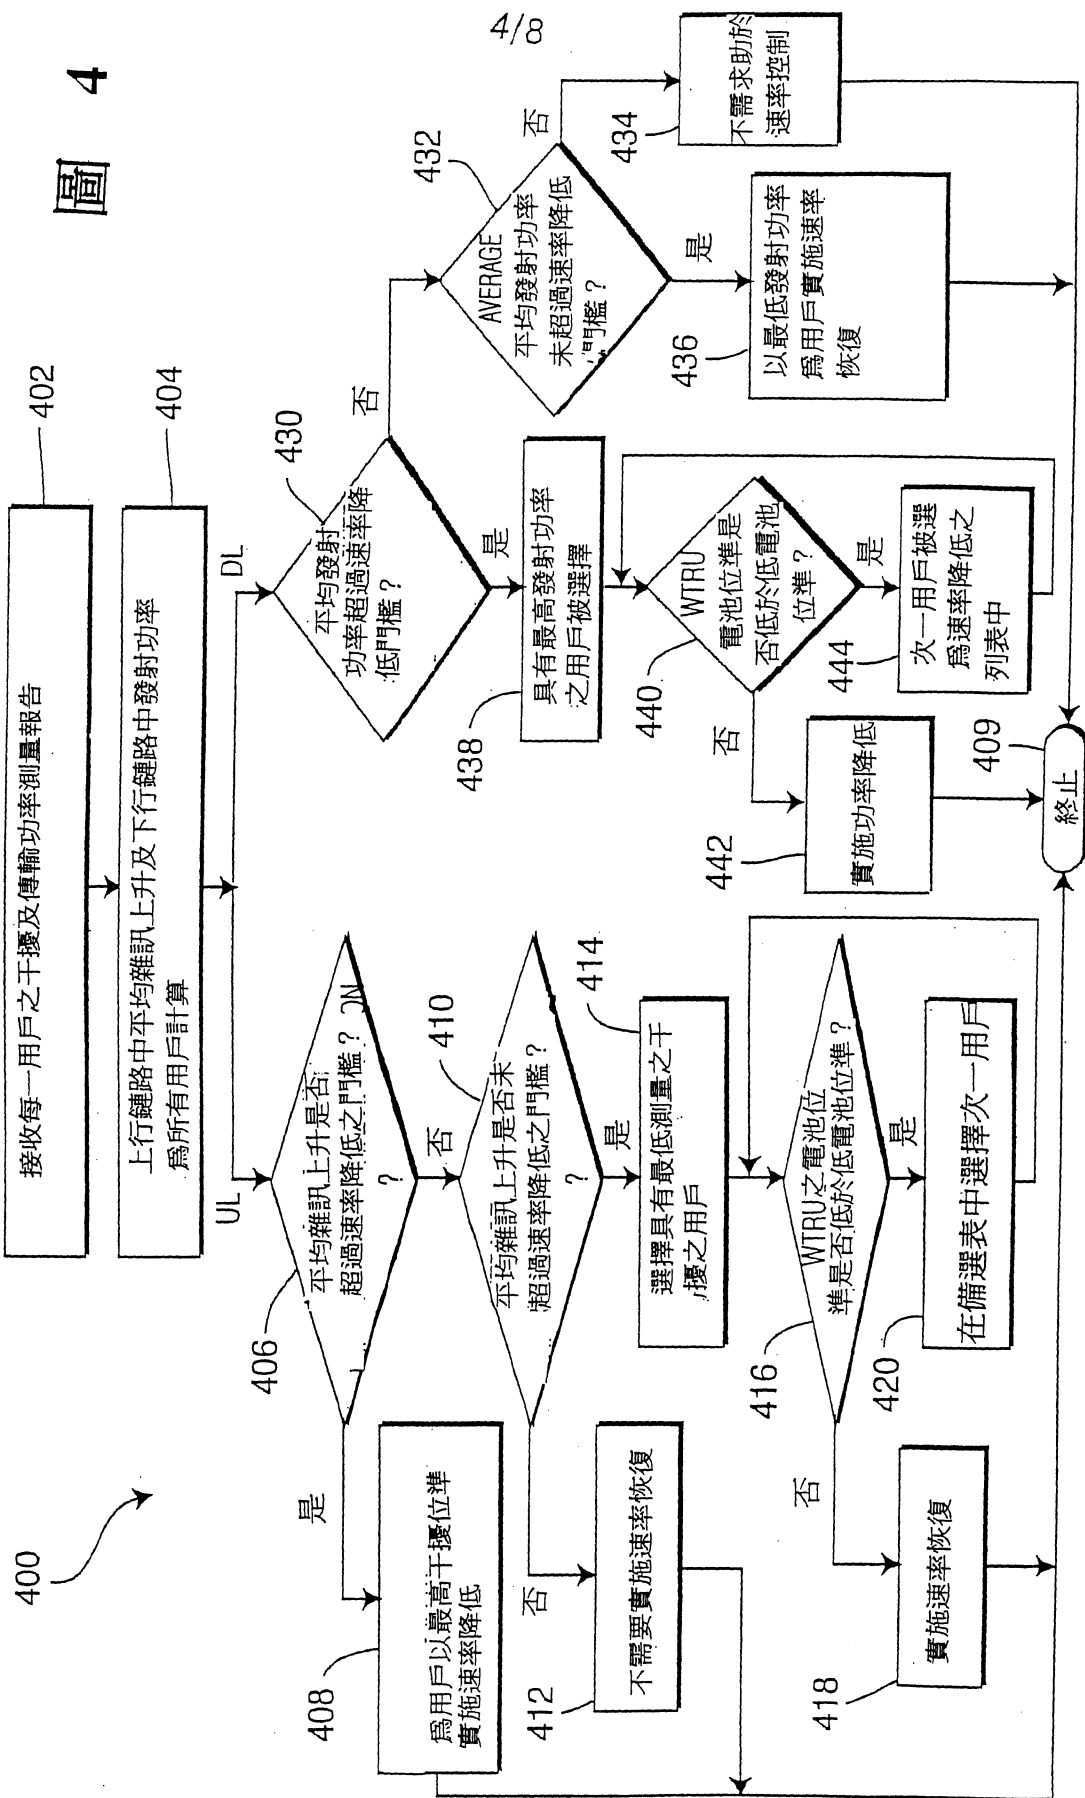 4/8
圖 4
400
接收每一用戶之干擾及傳輸功率測量報告
402
上行鏈路中平均雜訊上升及下行鏈路中發射功率
爲所有用戶計算
404
UL
DL
平均雜訊上升是否
超過速率降低之門檻?
?
406
是
否
爲用戶以最高干擾位準
實施速率降低
408
平均雜訊上升是否未
超過速率降低之門檻?
?
410
否
是
不需要實施速率恢復
412
選擇具有最低測量之干
擾之用戶
414
WTRU之電池位
準是否低於低電池位準?
416
否
是
實施速率恢復
418
在備選表中選擇次一用戶
420
平均發射
功率超過速率降
低門檻?
430
否
是
AVERAGE
平均發射功率
未超過速率降低
門檻?
432
否
是
不需求助於
速率控制
434
以最低發射功率
爲用戶實施速率
恢復
436
具有最高發射功率
之用戶被選擇
438
WTRU
電池位準是
否低於低電池
位準?
440
否
是
實施功率降低
442
次一用戶被選
爲速率降低之
列表中
444
終止
409